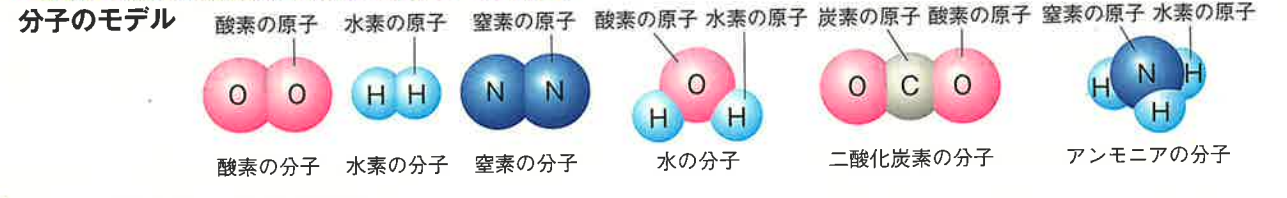 分子のモデル
酸素の原子 水素の原子 窒素の原子 酸素の原子 水素の原子 炭素の原子 酸素の原子 窒素の原子 水素の原子
O O H H N N O H H O C O N H H H
酸素の分子 水素の分子 窒素の分子 水の分子 二酸化炭素の分子 アンモニアの分子